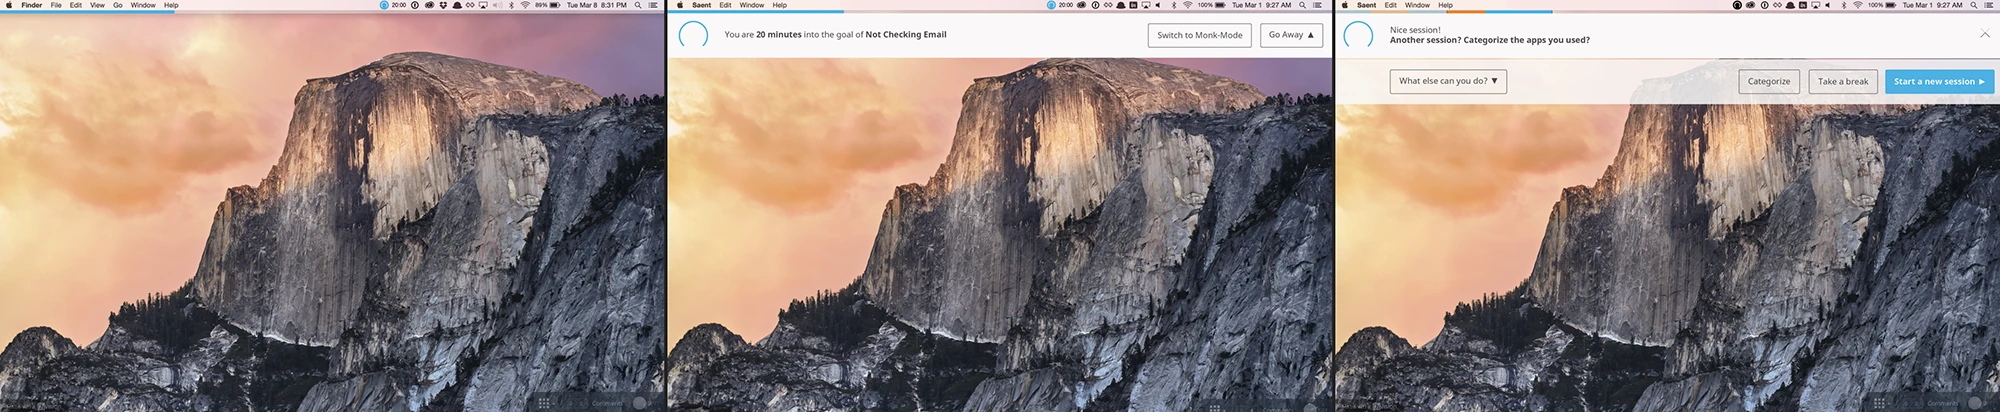 Finder File Edit View Go Window Help
20:00 89% Tue Mar 8 8:31 PM
Comments
Saent Edit Window Help
20:00 100% Tue Mar 1 9:27 AM
You are 20 minutes into the goal of Not Checking Email
Switch to Monk-Mode
Go Away ▲
Saent Edit Window Help
100% Tue Mar 1 9:27 AM
Nice session!
Another session? Categorize the apps you used?
What else can you do? ▼
Categorize
Take a break
Start a new session ▶
Comments